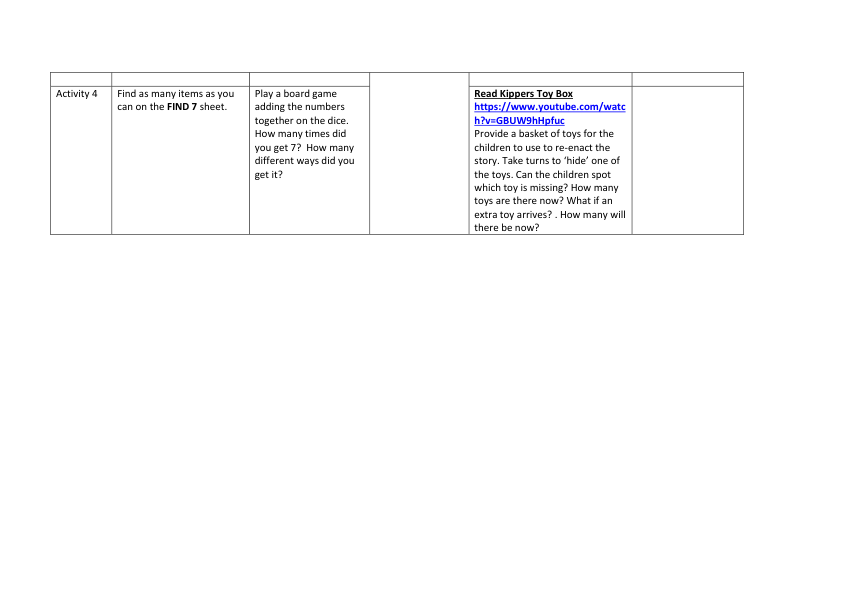 Activity 4
Find as many items as you
can on the FIND 7 sheet.
Play a board game
adding the numbers
together on the dice.
How many times did
you get 7?  How many
different ways did you
get it?
Read Kippers Toy Box
https://www.youtube.com/watc
h?v=GBUW9hHpfuc
Provide a basket of toys for the
children to use to re-enact the
story. Take turns to ‘hide’ one of
the toys. Can the children spot
which toy is missing? How many
toys are there now? What if an
extra toy arrives? . How many will
there be now?